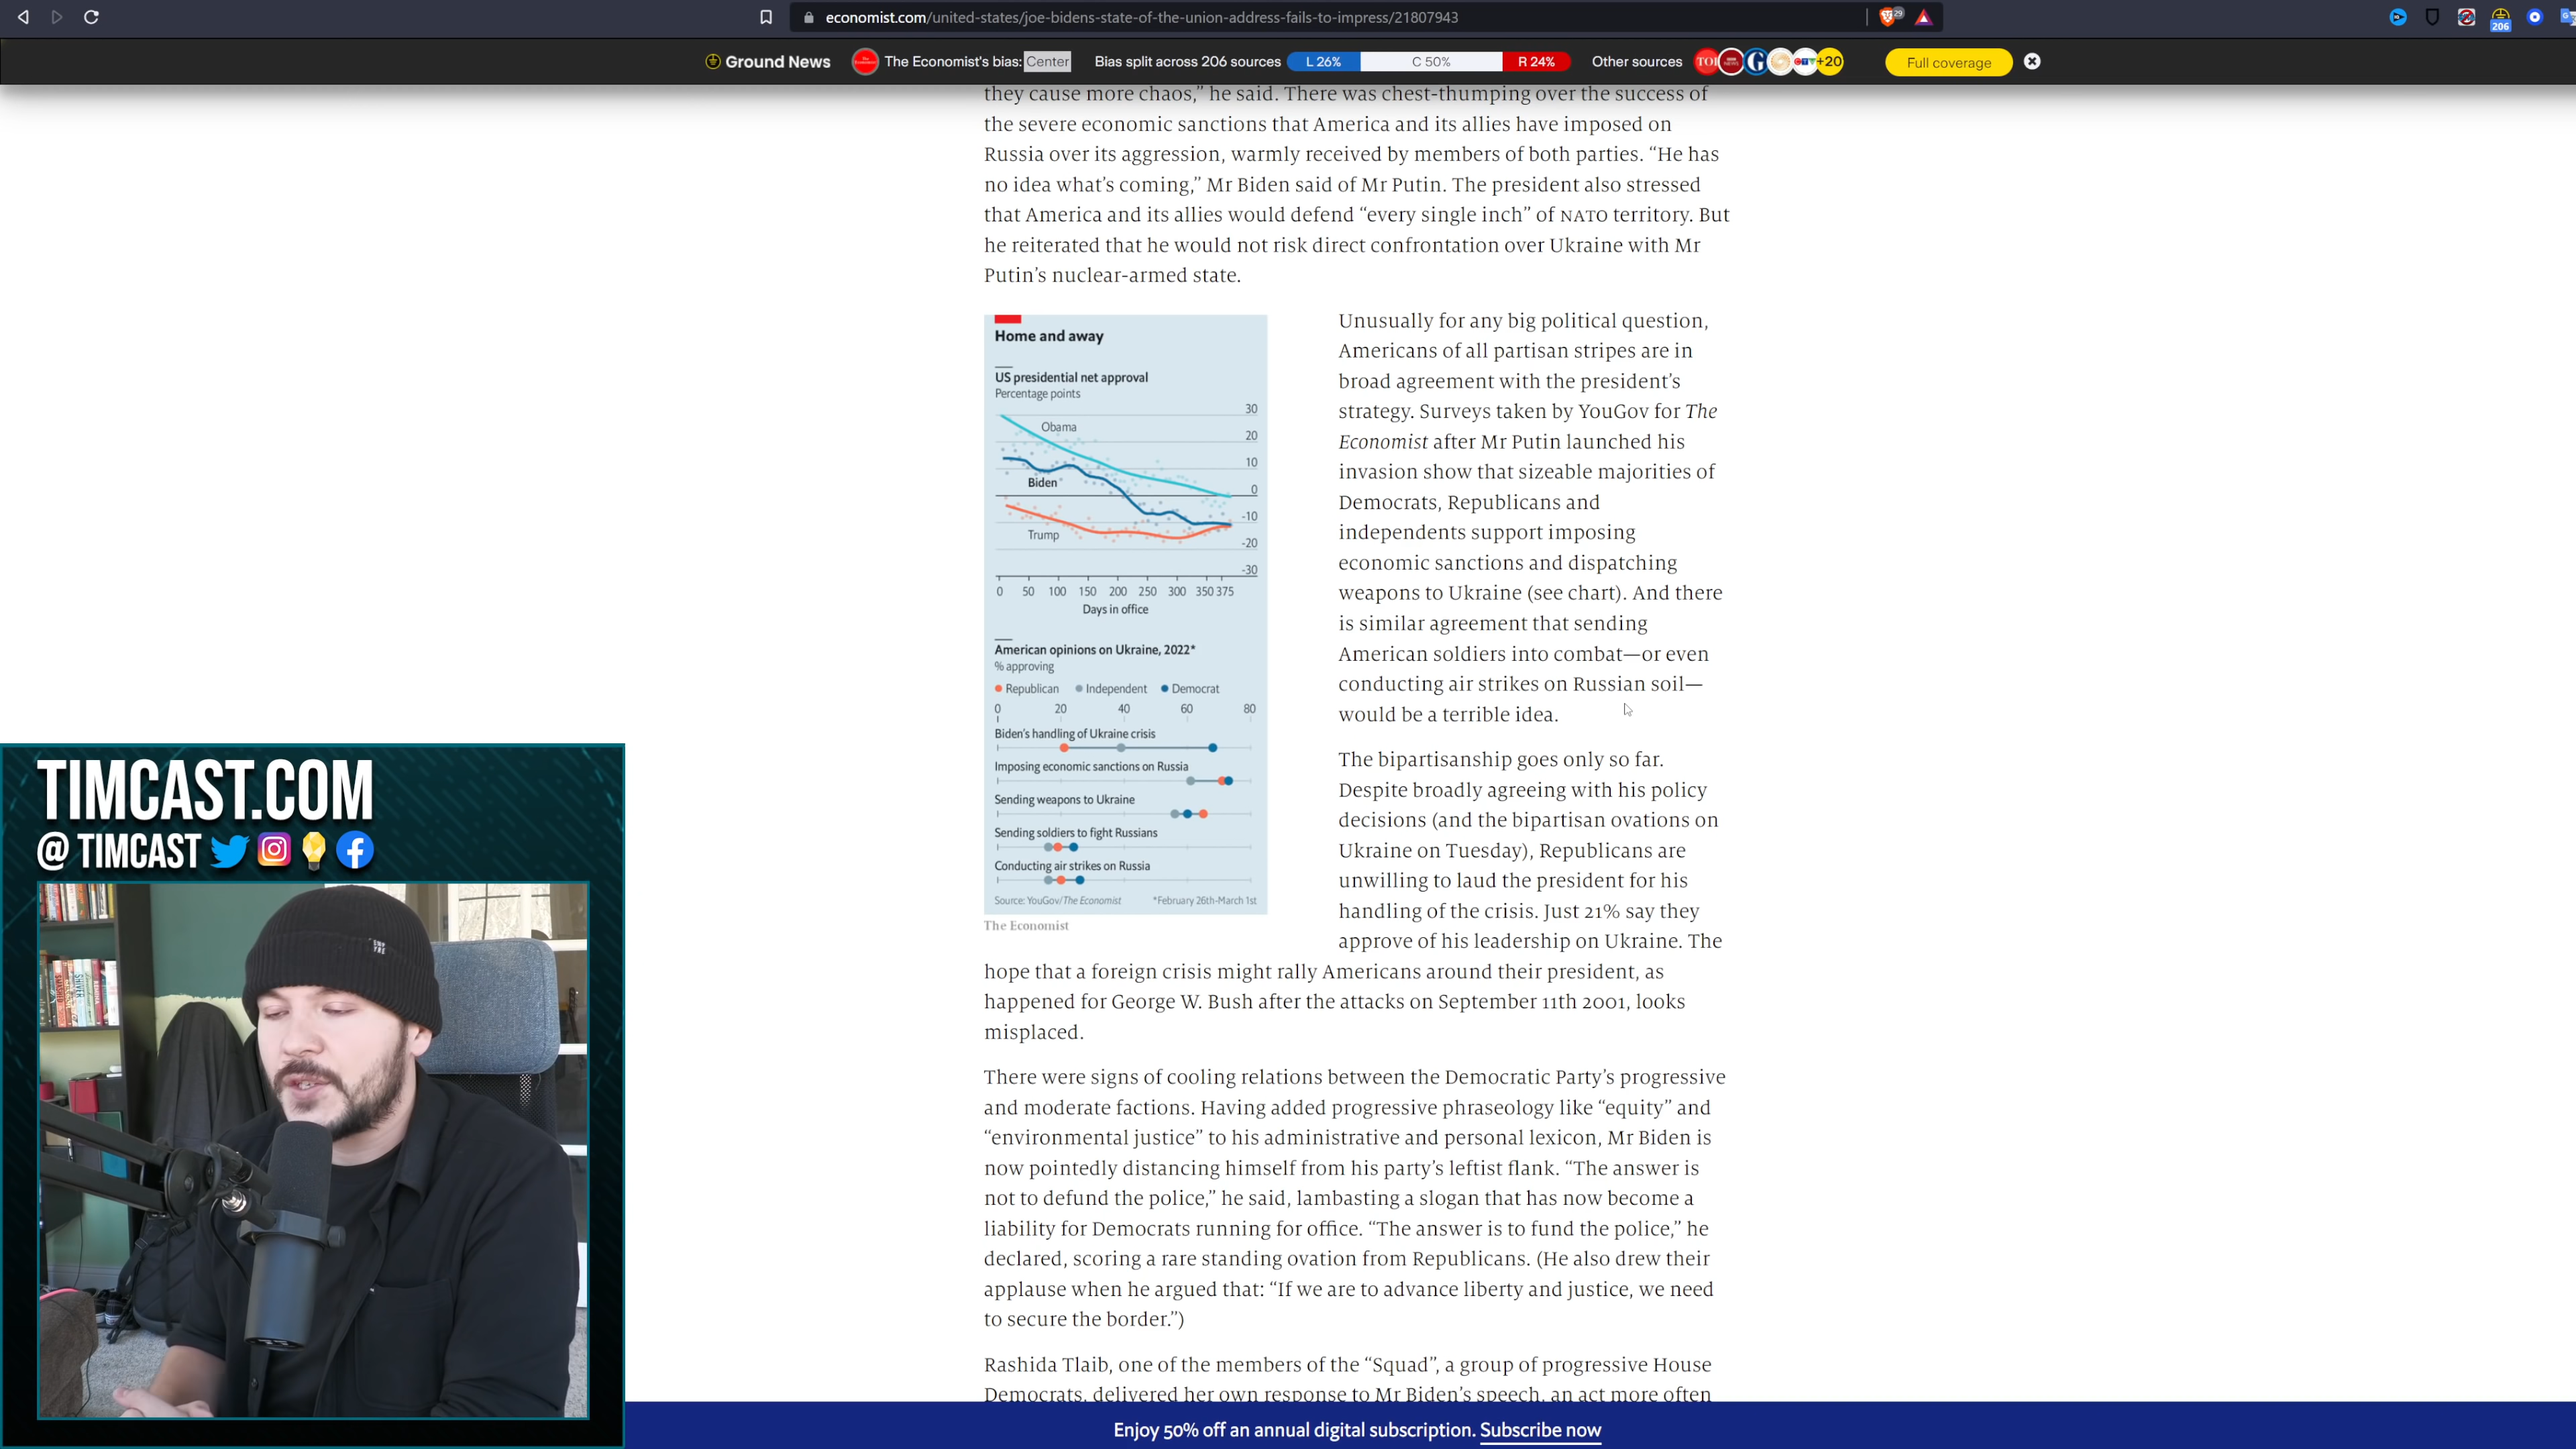 economist.com/united-states/joe-bidens-state-of-the-union-address-fails-to-impress/21807943
29
206
Ground News
The Economist's bias: Center
Bias split across 206 sources
L 26%
C 50%
R 24%
Other sources
TOI
G
+20
Full coverage
they cause more chaos,” he said. There was chest-thumping over the success of
the severe economic sanctions that America and its allies have imposed on
Russia over its aggression, warmly received by members of both parties. “He has
no idea what’s coming,” Mr Biden said of Mr Putin. The president also stressed
that America and its allies would defend “every single inch” of NATO territory. But
he reiterated that he would not risk direct confrontation over Ukraine with Mr
Putin’s nuclear-armed state.
Home and away
US presidential net approval
Percentage points
30
20
10
0
-10
-20
-30
Obama
Biden
Trump
0 50 100 150 200 250 300 350 375
Days in office
American opinions on Ukraine, 2022*
% approving
Republican Independent Democrat
0 20 40 60 80
Biden’s handling of Ukraine crisis
Imposing economic sanctions on Russia
Sending weapons to Ukraine
Sending soldiers to fight Russians
Conducting air strikes on Russia
Source: YouGov/The Economist *February 26th-March 1st
The Economist
Unusually for any big political question,
Americans of all partisan stripes are in
broad agreement with the president’s
strategy. Surveys taken by YouGov for The
Economist after Mr Putin launched his
invasion show that sizeable majorities of
Democrats, Republicans and
independents support imposing
economic sanctions and dispatching
weapons to Ukraine (see chart). And there
is similar agreement that sending
American soldiers into combat—or even
conducting air strikes on Russian soil—
would be a terrible idea.
The bipartisanship goes only so far.
Despite broadly agreeing with his policy
decisions (and the bipartisan ovations on
Ukraine on Tuesday), Republicans are
unwilling to laud the president for his
handling of the crisis. Just 21% say they
approve of his leadership on Ukraine. The
hope that a foreign crisis might rally Americans around their president, as
happened for George W. Bush after the attacks on September 11th 2001, looks
misplaced.
There were signs of cooling relations between the Democratic Party’s progressive
and moderate factions. Having added progressive phraseology like “equity” and
“environmental justice” to his administrative and personal lexicon, Mr Biden is
now pointedly distancing himself from his party’s leftist flank. “The answer is
not to defund the police,” he said, lambasting a slogan that has now become a
liability for Democrats running for office. “The answer is to fund the police,” he
declared, scoring a rare standing ovation from Republicans. (He also drew their
applause when he argued that: “If we are to advance liberty and justice, we need
to secure the border.”)
Rashida Tlaib, one of the members of the “Squad”, a group of progressive House
Democrats, delivered her own response to Mr Biden’s speech, an act more often
TIMCAST.COM
@ TIMCAST
Enjoy 50% off an annual digital subscription. Subscribe now